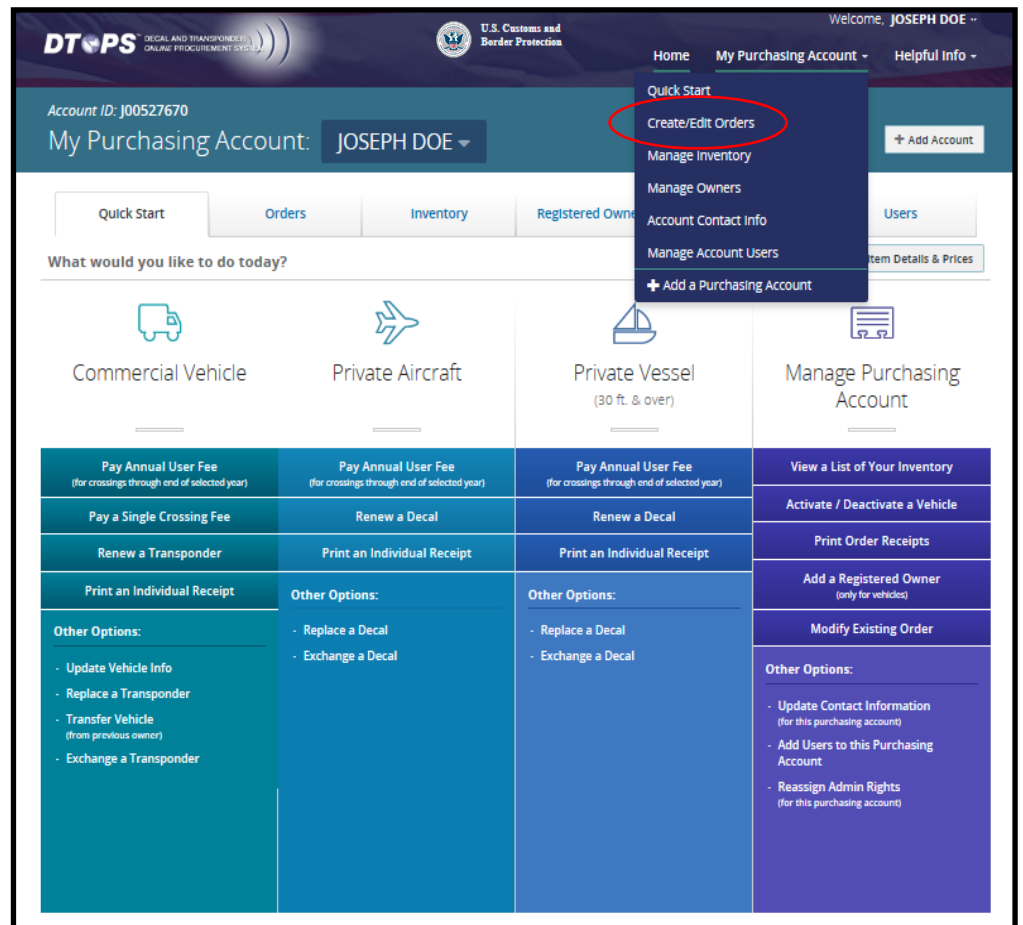 Welcome, JOSEPH DOE
DTOPS DECAL AND TRANSPONDER
ONLINE PROCUREMENT SYSTEM
U.S. Customs and
Border Protection
Home My Purchasing Account Helpful Info
Quick Start
Create/Edit Orders
Manage Inventory
Manage Owners
Account Contact Info
Manage Account Users
+ Add a Purchasing Account
Account ID: J00527670
My Purchasing Account: JOSEPH DOE
+ Add Account
Quick Start Orders Inventory Registered Users
What would you like to do today?
Item Details & Prices
Commercial Vehicle
Private Aircraft
Private Vessel
(30 ft. & over)
Manage Purchasing
Account
Pay Annual User Fee
(for crossings through end of selected year)
Pay a Single Crossing Fee
Renew a Transponder
Print an Individual Receipt
Other Options:
- Update Vehicle Info
- Replace a Transponder
- Transfer Vehicle
(from previous owner)
- Exchange a Transponder
Pay Annual User Fee
(for crossings through end of selected year)
Renew a Decal
Print an Individual Receipt
Other Options:
- Replace a Decal
- Exchange a Decal
Pay Annual User Fee
(for crossings through end of selected year)
Renew a Decal
Print an Individual Receipt
Other Options:
- Replace a Decal
- Exchange a Decal
View a List of Your Inventory
Activate / Deactivate a Vehicle
Print Order Receipts
Add a Registered Owner
(only for vehicles)
Modify Existing Order
Other Options:
- Update Contact Information
(for this purchasing account)
- Add Users to this Purchasing
Account
- Reassign Admin Rights
(for this purchasing account)